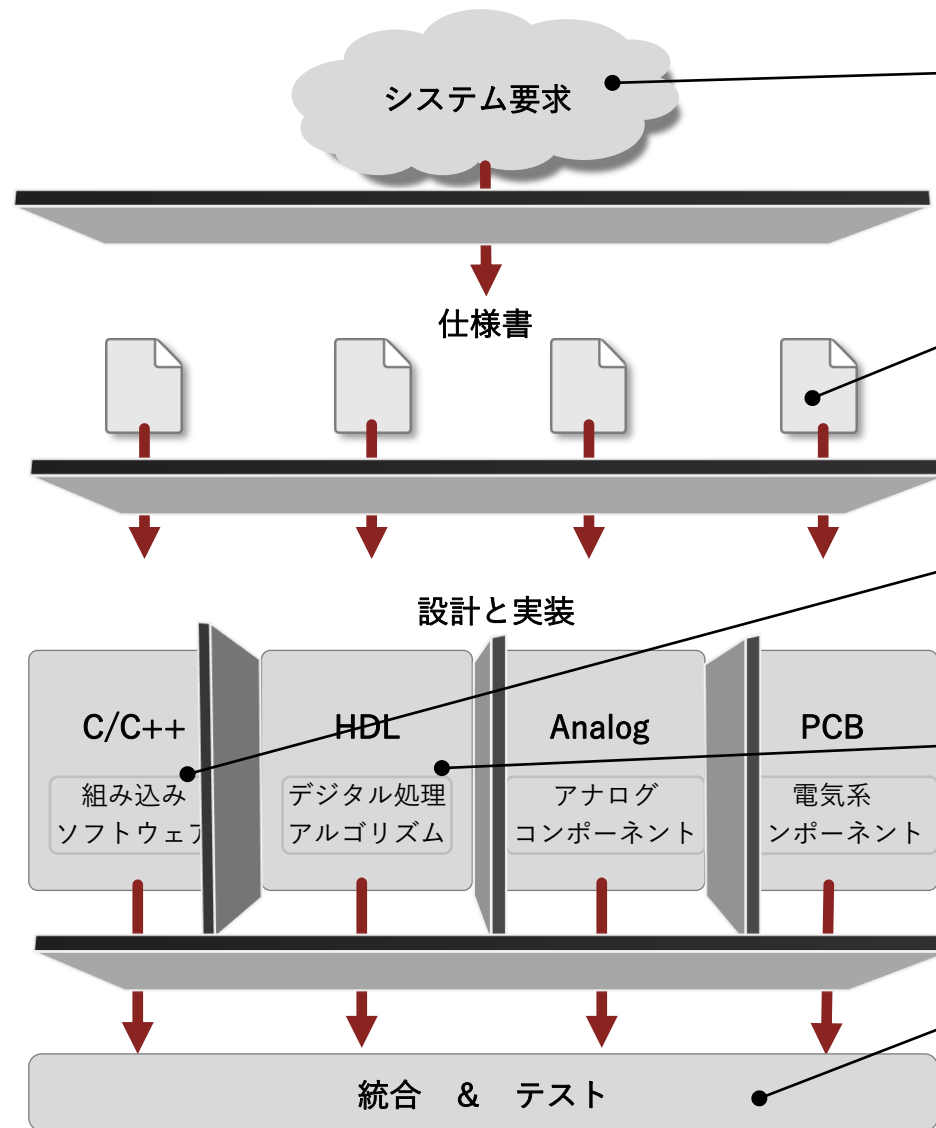 システム要求
仕様書
設計と実装
C/C++
HDL
Analog
PCB
組み込み
ソフトウェア
デジタル処理
アルゴリズム
アナログ
コンポーネント
電気系
ンポーネント
統合 & テスト